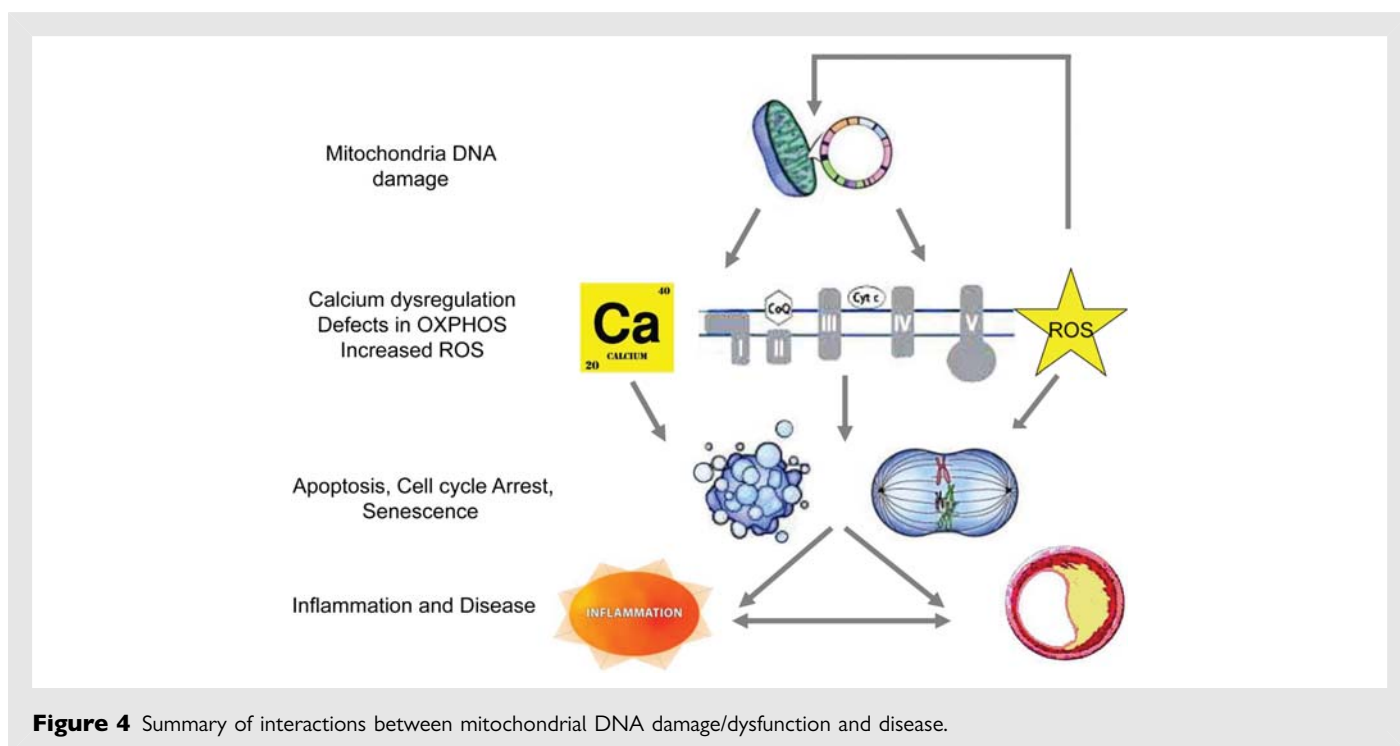 Mitochondria DNA
damage
Calcium dysregulation
Defects in OXPHOS
Increased ROS
40
Ca
CALCIUM
20
CoQ
Cyt c
I
II
III
IV
V
ROS
Apoptosis, Cell cycle Arrest,
Senescence
Inflammation and Disease
INFLAMMATION
Figure 4 Summary of interactions between mitochondrial DNA damage/dysfunction and disease.